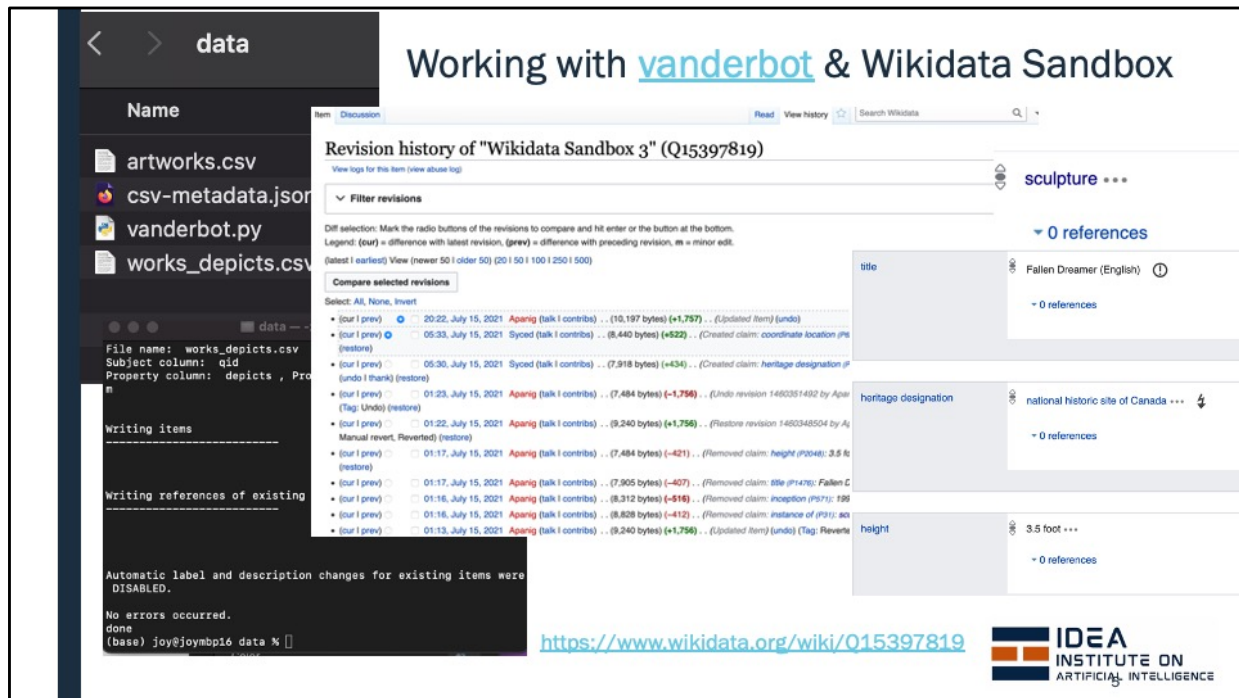 data
Working with vanderbot & Wikidata Sandbox
Name
artworks.csv
csv-metadata.jsor
vanderbot.py
works_depicts.csv
Item Discussion Read View history Search Wikidata
Revision history of "Wikidata Sandbox 3" (Q15397819)
View logs for this item (view abuse log)
Filter revisions
Diff selection: Mark the radio buttons of the revisions to compare and hit enter or the button at the bottom.
Legend: (cur) = difference with latest revision, (prev) = difference with preceding revision, m = minor edit.
(latest | earliest) View (newer 50 | older 50) (20 | 50 | 100 | 250 | 500)
Compare selected revisions
Select: All, None, Invert
• (cur | prev) 20:22, July 15, 2021 Apanig (talk | contribs) . . (10,197 bytes) (+1,757) . . (Updated Item) (undo)
• (cur | prev) 05:33, July 15, 2021 Syced (talk | contribs) . . (8,440 bytes) (+522) . . (Created claim: coordinate location (P6
(restore)
• (cur | prev) 05:30, July 15, 2021 Syced (talk | contribs) . . (7,918 bytes) (+434) . . (Created claim: heritage designation (P
(undo | thank) (restore)
• (cur | prev) 01:23, July 15, 2021 Apanig (talk | contribs) . . (7,484 bytes) (−1,756) . . (Undo revision 1460351492 by Apar
(Tag: Undo) (restore)
• (cur | prev) 01:22, July 15, 2021 Apanig (talk | contribs) . . (9,240 bytes) (+1,756) . . (Restore revision 1460348504 by Ap
Manual revert, Reverted) (restore)
• (cur | prev) 01:17, July 15, 2021 Apanig (talk | contribs) . . (7,484 bytes) (−421) . . (Removed claim: height (P2048): 3.5 fo
(restore)
• (cur | prev) 01:17, July 15, 2021 Apanig (talk | contribs) . . (7,905 bytes) (−407) . . (Removed claim: title (P1476): Fallen D
• (cur | prev) 01:16, July 15, 2021 Apanig (talk | contribs) . . (8,312 bytes) (−516) . . (Removed claim: inception (P571): 199
• (cur | prev) 01:16, July 15, 2021 Apanig (talk | contribs) . . (8,828 bytes) (−412) . . (Removed claim: instance of (P31): scu
• (cur | prev) 01:13, July 15, 2021 Apanig (talk | contribs) . . (9,240 bytes) (+1,756) . . (Updated Item) (undo) (Tag: Reverte
sculpture
0 references
title
Fallen Dreamer (English)
0 references
heritage designation
national historic site of Canada
0 references
height
3.5 foot
0 references
data — -
File name: works_depicts.csv
Subject column: qid
Property column: depicts , Pro
m
Writing items
--------------------------
Writing references of existing
--------------------------
Automatic label and description changes for existing items were
DISABLED.
No errors occurred.
done
(base) joy@joymbp16 data %
https://www.wikidata.org/wiki/Q15397819
IDEA
INSTITUTE ON
ARTIFICIAL INTELLIGENCE
5